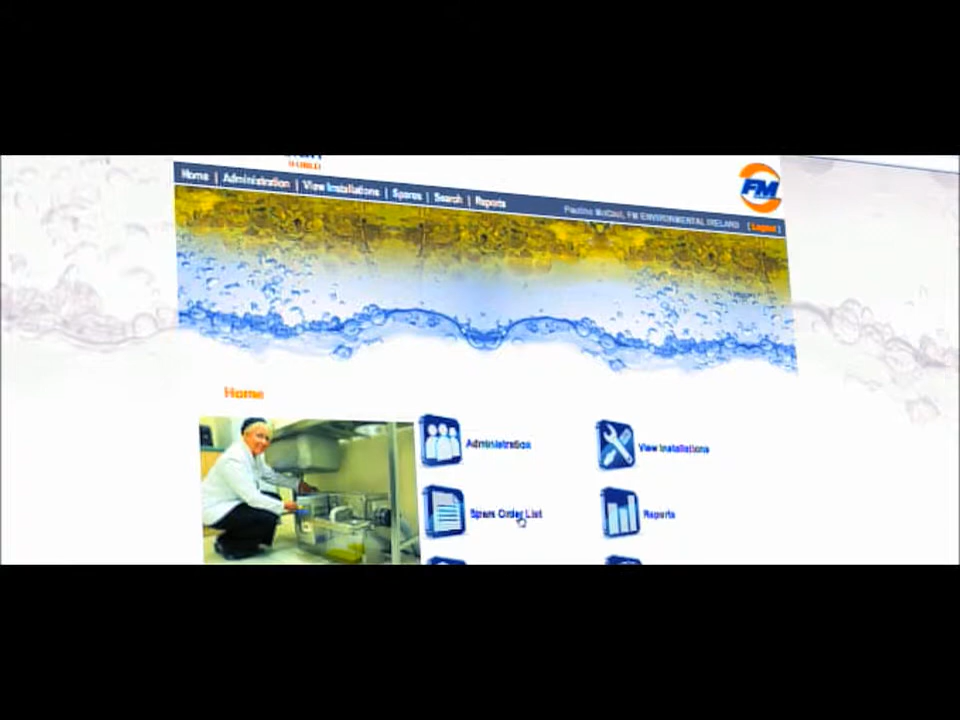 Home | Administration | View Installations | Spares | Search | Reports
FM
FM ENVIRONMENTAL IRELAND [Logout]
Home
Administration
View Installations
Spare Order List
Reports